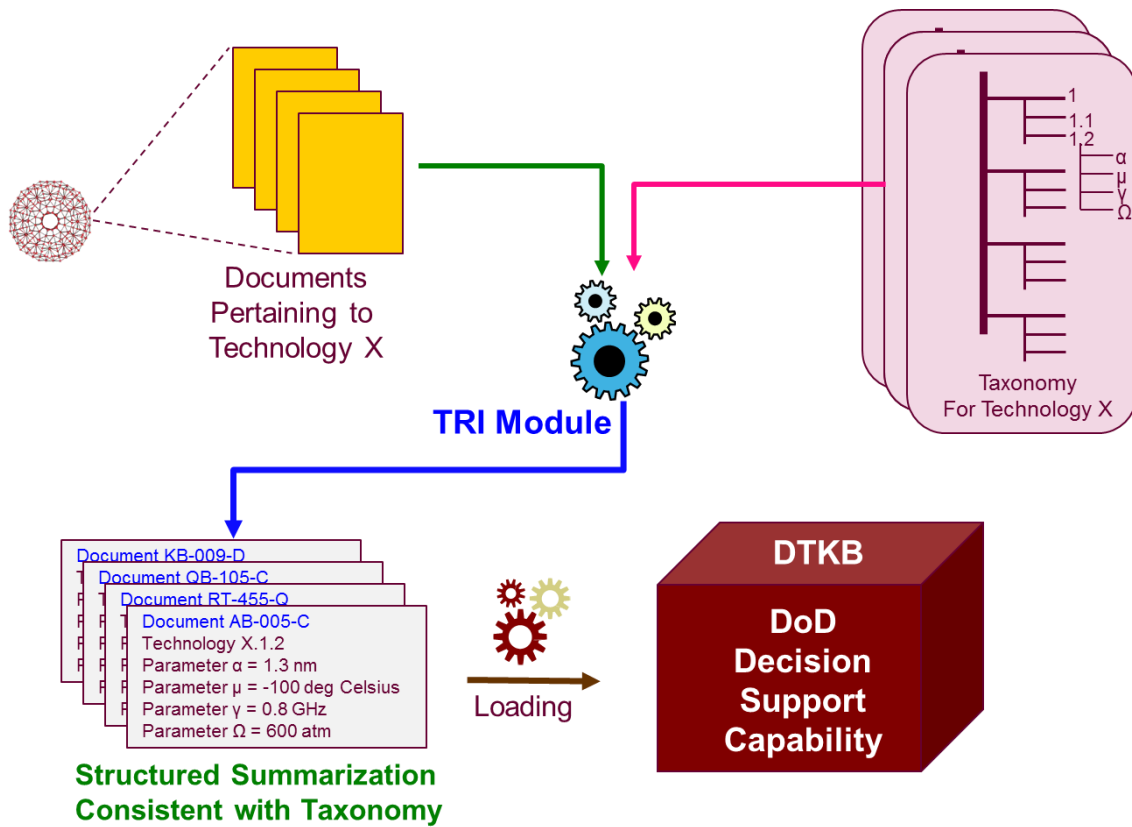 Documents
Pertaining to
Technology X
1
1.1
1.2
α
μ
γ
Ω
Taxonomy
For Technology X
TRI Module
Document KB-009-D
Document QB-105-C
Document RT-455-Q
Document AB-005-C
Technology X.1.2
Parameter α = 1.3 nm
Parameter μ = -100 deg Celsius
Parameter γ = 0.8 GHz
Parameter Ω = 600 atm
Structured Summarization
Consistent with Taxonomy
Loading
DTKB
DoD
Decision
Support
Capability